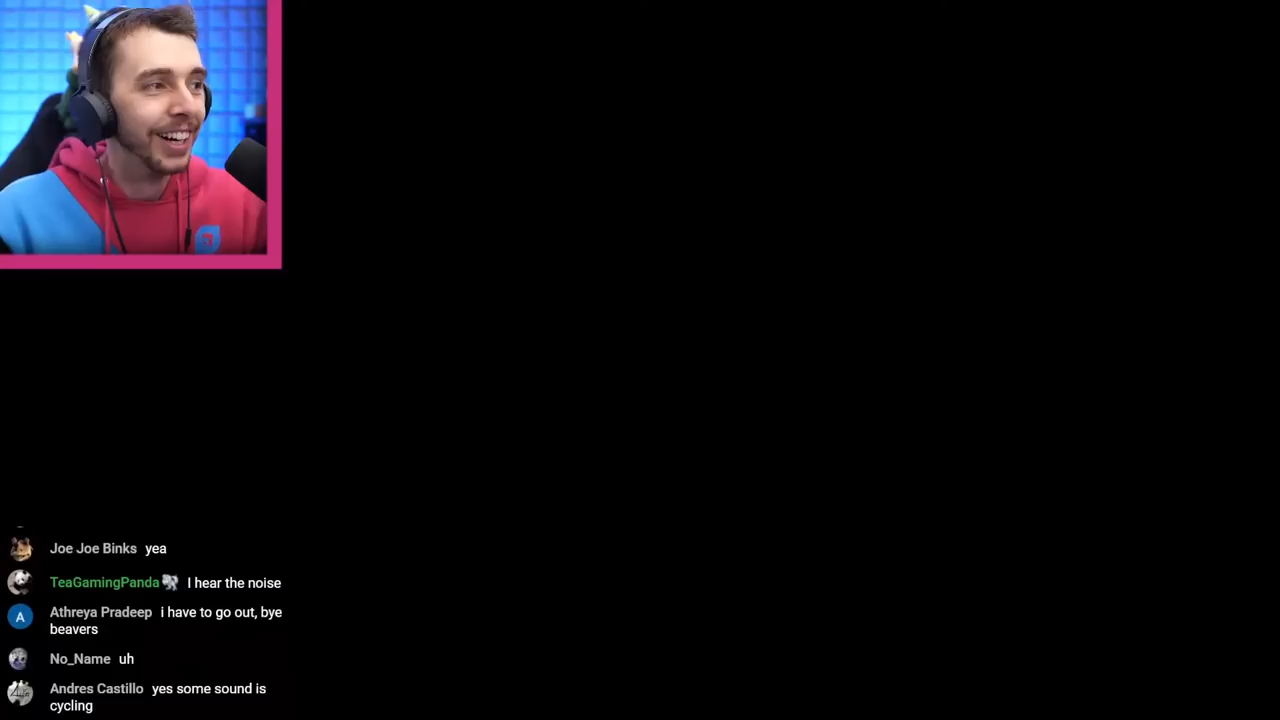 Joe Joe Binks yea
TeaGamingPanda I hear the noise
A Athreya Pradeep i have to go out, bye
beavers
No_Name uh
Andres Castillo yes some sound is
cycling